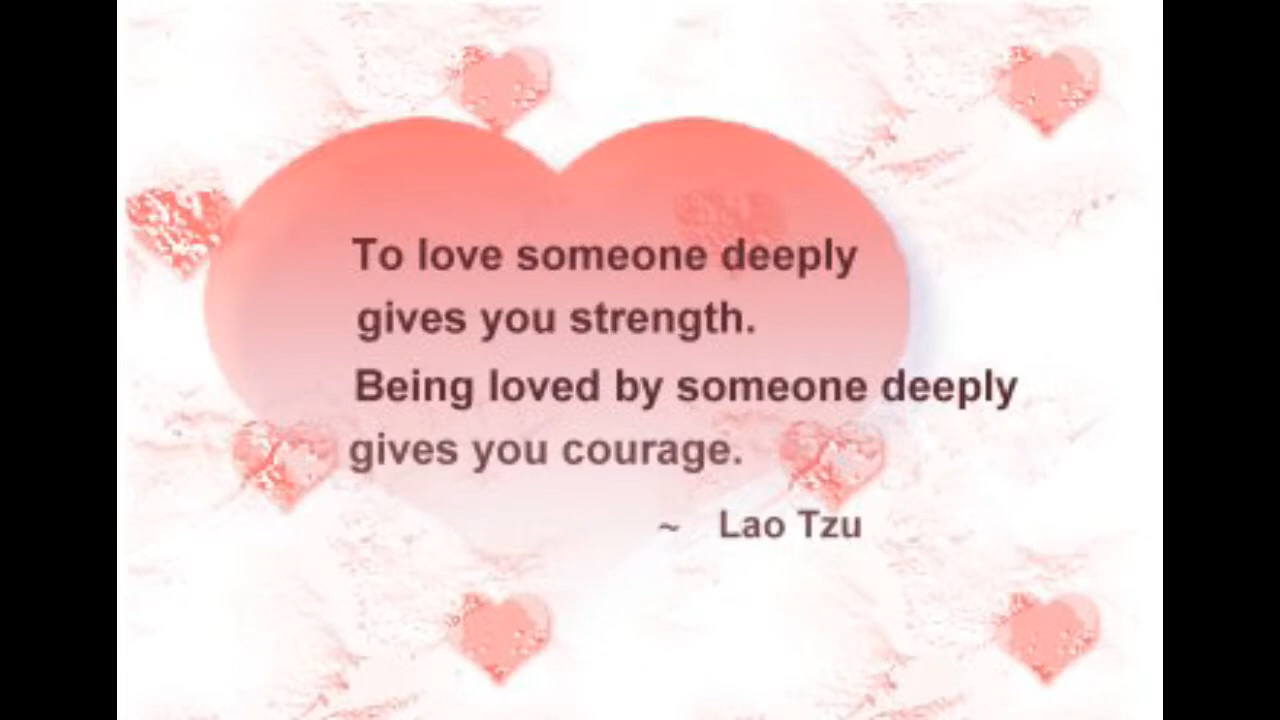 To love someone deeply
gives you strength.
Being loved by someone deeply
gives you courage.
~ Lao Tzu